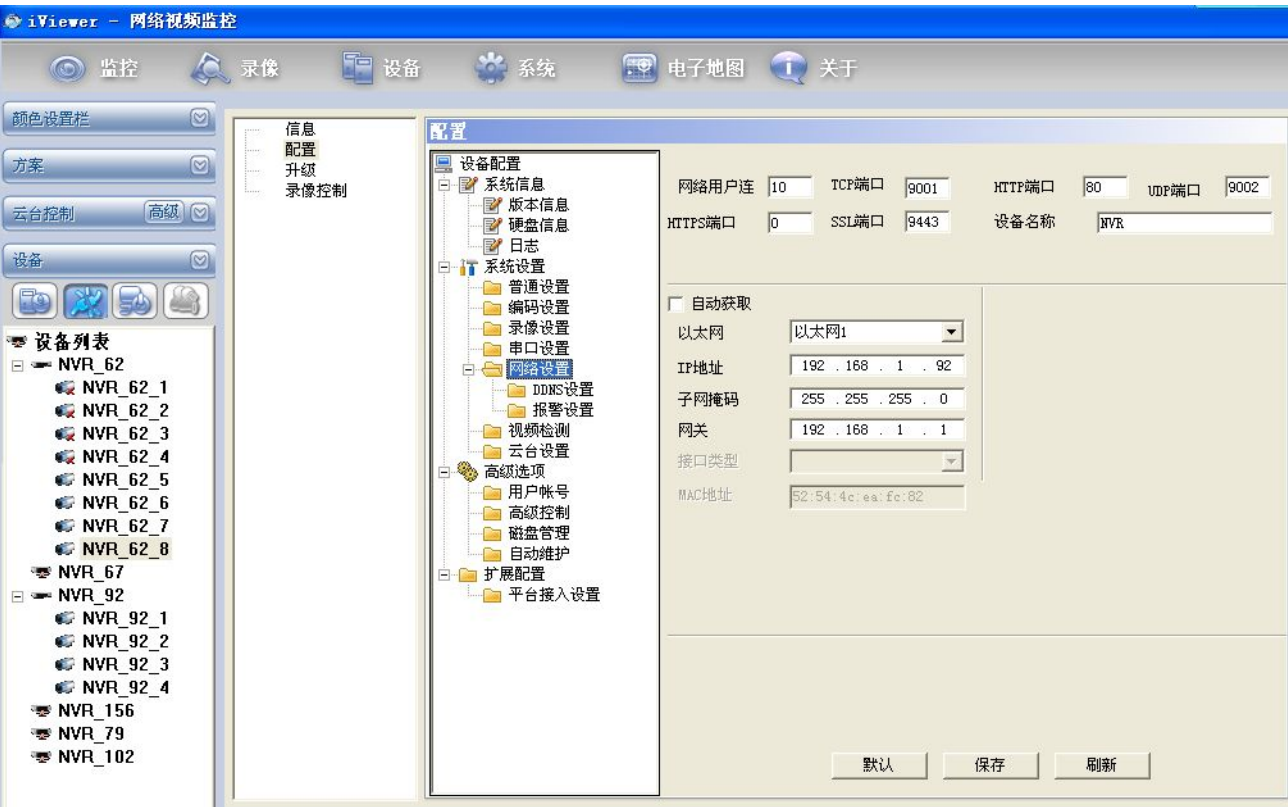 iViewer - 网络视频监控
监控 录像 设备 系统 电子地图 关于
颜色设置栏
方案
云台控制 高级
设备
设备列表
NVR_62
NVR_62_1
NVR_62_2
NVR_62_3
NVR_62_4
NVR_62_5
NVR_62_6
NVR_62_7
NVR_62_8
NVR_67
NVR_92
NVR_92_1
NVR_92_2
NVR_92_3
NVR_92_4
NVR_156
NVR_79
NVR_102
信息
配置
升级
录像控制
配置
设备配置
系统信息
版本信息
硬盘信息
日志
系统设置
普通设置
编码设置
录像设置
串口设置
网络设置
DDNS设置
报警设置
视频检测
云台设置
高级选项
用户帐号
高级控制
磁盘管理
自动维护
扩展配置
平台接入设置
网络用户连 10 TCP端口 9001 HTTP端口 80 UDP端口 9002
HTTPS端口 0 SSL端口 9443 设备名称 NVR
自动获取
以太网 以太网1
IP地址 192 . 168 . 1 . 92
子网掩码 255 . 255 . 255 . 0
网关 192 . 168 . 1 . 1
接口类型
MAC地址 52:54:4c:ea:fc:82
默认 保存 刷新